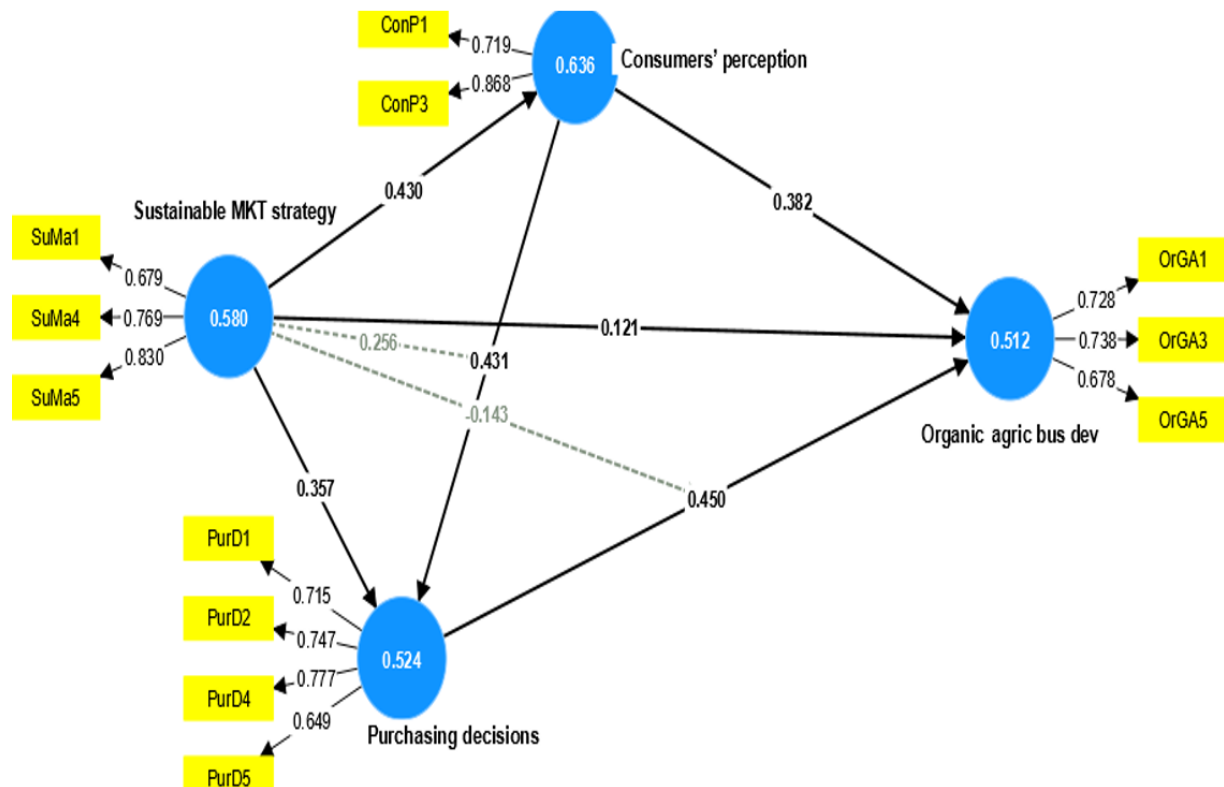 ConP1
0.719
0.636
Consumers’ perception
0.868
ConP3
0.430
0.382
Sustainable MKT strategy
SuMa1
0.679
SuMa4
0.769
0.580
0.830
SuMa5
0.256
0.431
0.121
-0.143
OrGA1
0.728
0.512
0.738
OrGA3
0.678
OrGA5
Organic agric bus dev
0.357
0.450
PurD1
0.715
PurD2
0.747
0.524
0.777
PurD4
0.649
PurD5
Purchasing decisions